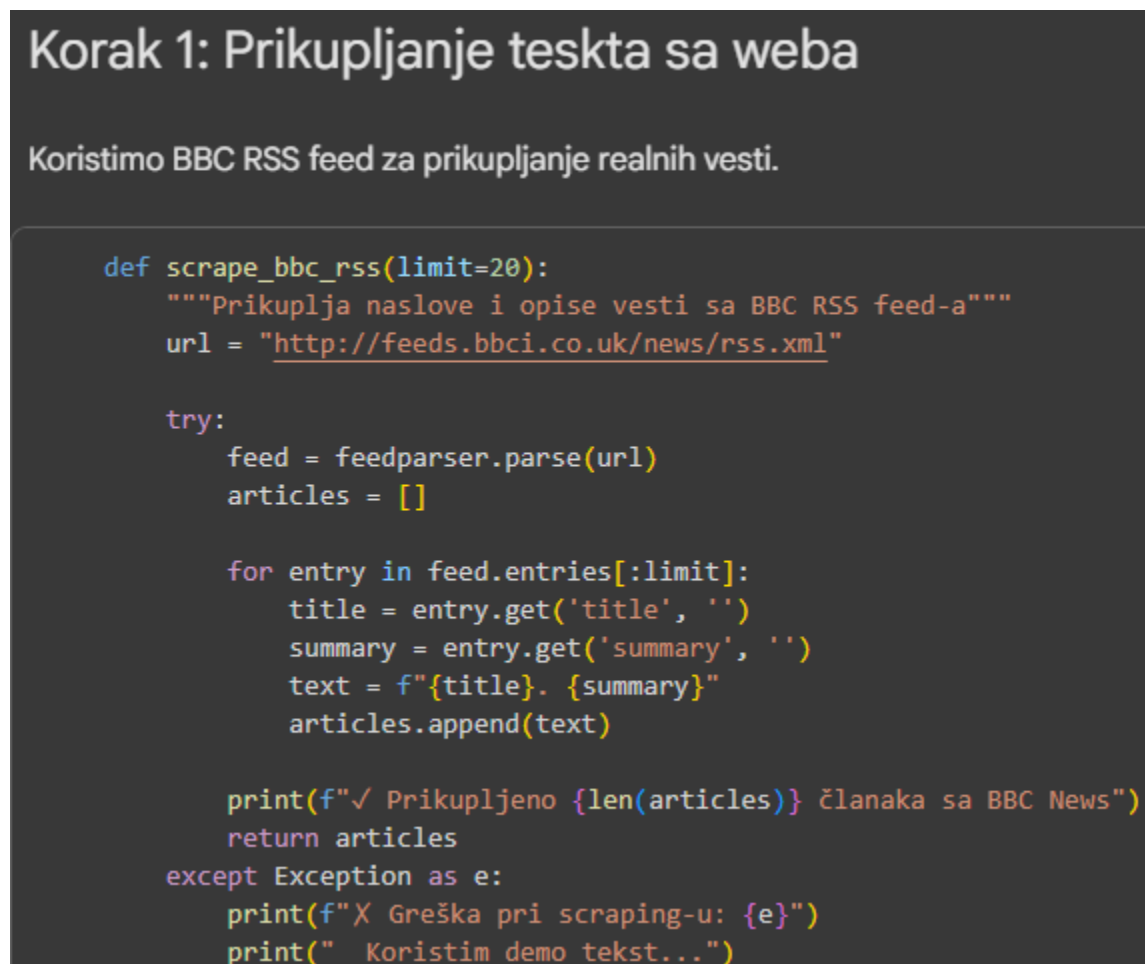 Korak 1: Prikupljanje teskta sa weba
Koristimo BBC RSS feed za prikupljanje realnih vesti.
def scrape_bbc_rss(limit=20):
"""Prikuplja naslove i opise vesti sa BBC RSS feed-a"""
url = "http://feeds.bbci.co.uk/news/rss.xml"
try:
feed = feedparser.parse(url)
articles = []
for entry in feed.entries[:limit]:
title = entry.get('title', '')
summary = entry.get('summary', '')
text = f"{title}. {summary}"
articles.append(text)
print(f"✓ Prikupljeno {len(articles)} članaka sa BBC News")
return articles
except Exception as e:
print(f"✗ Greška pri scraping-u: {e}")
print("  Koristim demo tekst...")